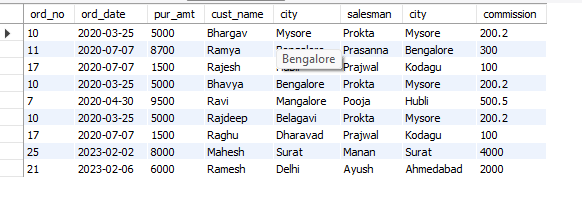 ord_no ord_date pur_amt cust_name city salesman city commission
10 2020-03-25 5000 Bhargav Mysore Prokta Mysore 200.2
11 2020-07-07 8700 Ramya Bengalore Prasanna Bengalore 300
Bengalore
17 2020-07-07 1500 Rajesh Hubli Prajwal Kodagu 100
10 2020-03-25 5000 Bhavya Bengalore Prokta Mysore 200.2
7 2020-04-30 9500 Ravi Mangalore Pooja Hubli 500.5
10 2020-03-25 5000 Rajdeep Belagavi Prokta Mysore 200.2
17 2020-07-07 1500 Raghu Dharavad Prajwal Kodagu 100
25 2023-02-02 8000 Mahesh Surat Manan Surat 4000
21 2023-02-06 6000 Ramesh Delhi Ayush Ahmedabad 2000